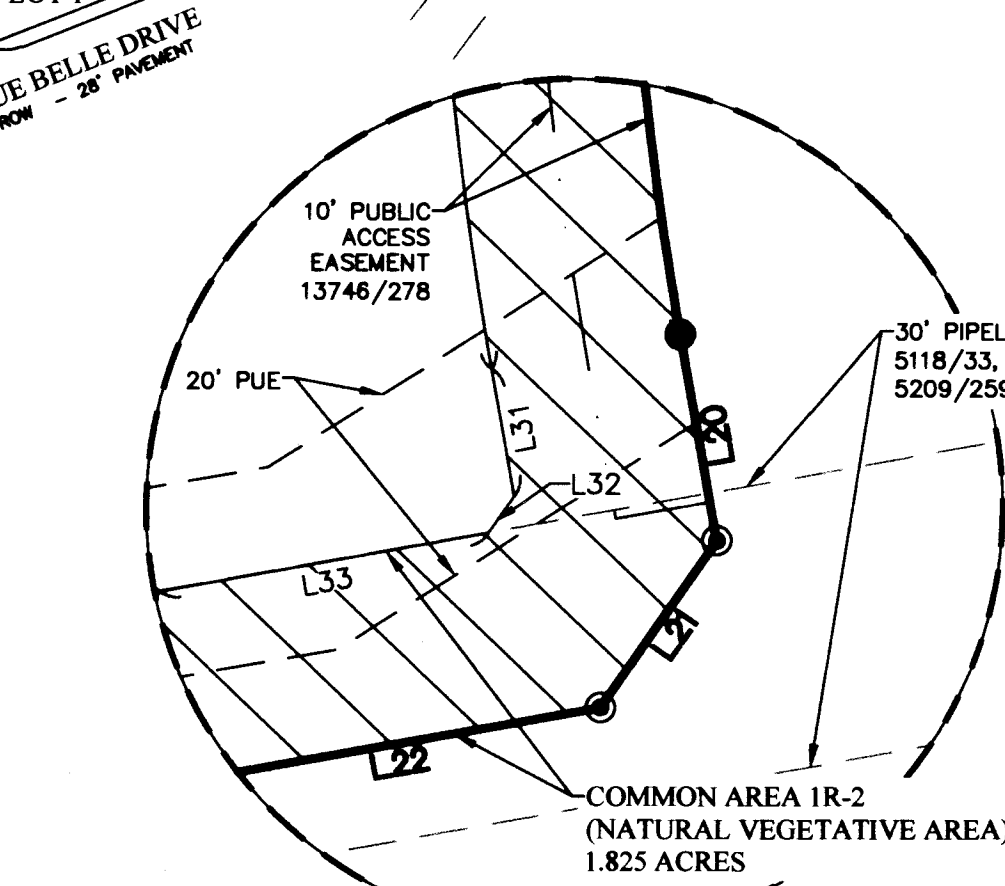 UE BELLE DRIVE
ROW - 28' PAVEMENT
10' PUBLIC
ACCESS
EASEMENT
13746/278
30' PIPEL
5118/33,
5209/259
20' PUE
L20
L31
L32
L33
L21
L22
COMMON AREA 1R-2
(NATURAL VEGETATIVE AREA)
1.825 ACRES